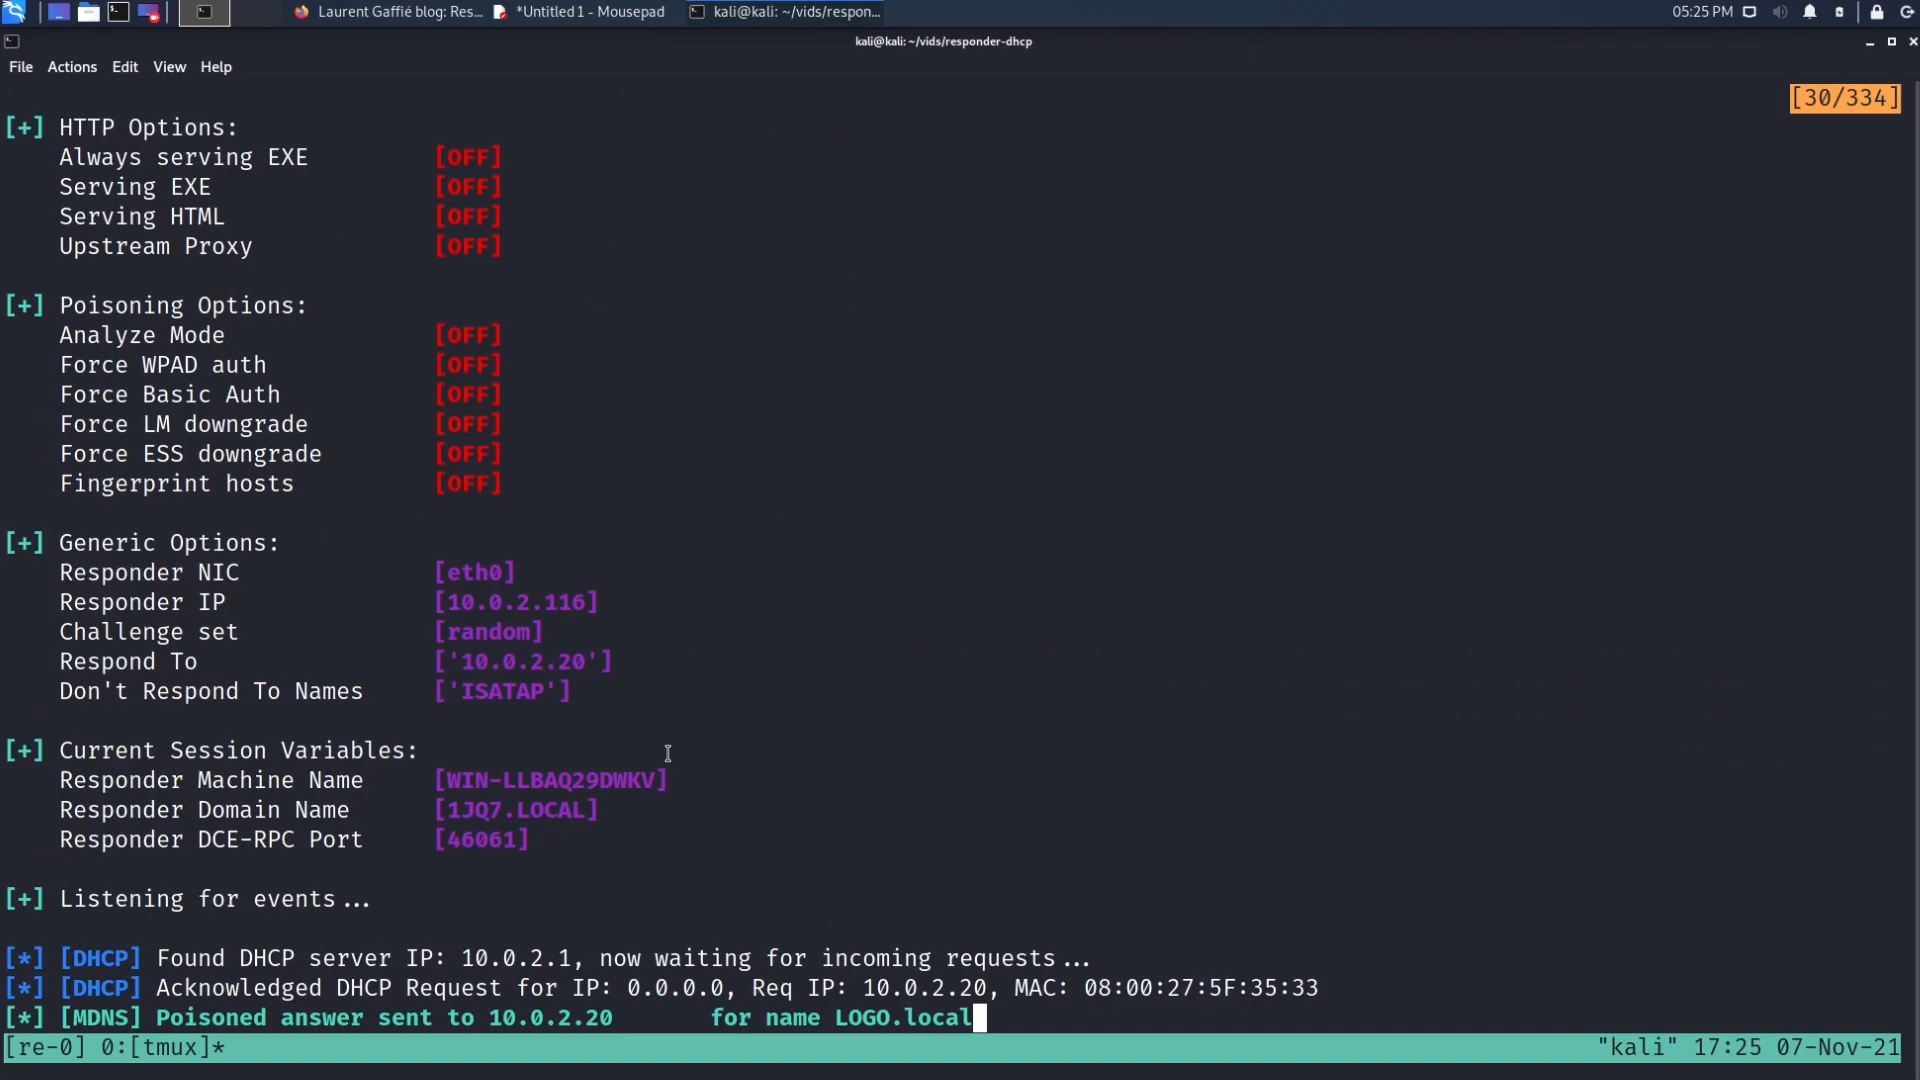 Laurent Gaffié blog: Res... *Untitled 1 - Mousepad kali@kali: ~/vids/respon... 05:25 PM
kali@kali: ~/vids/responder-dhcp
File Actions Edit View Help
[30/334]
[+] HTTP Options:
Always serving EXE [OFF]
Serving EXE [OFF]
Serving HTML [OFF]
Upstream Proxy [OFF]
[+] Poisoning Options:
Analyze Mode [OFF]
Force WPAD auth [OFF]
Force Basic Auth [OFF]
Force LM downgrade [OFF]
Force ESS downgrade [OFF]
Fingerprint hosts [OFF]
[+] Generic Options:
Responder NIC [eth0]
Responder IP [10.0.2.116]
Challenge set [random]
Respond To ['10.0.2.20']
Don't Respond To Names ['ISATAP']
[+] Current Session Variables:
Responder Machine Name [WIN-LLBAQ29DWKV]
Responder Domain Name [1JQ7.LOCAL]
Responder DCE-RPC Port [46061]
[+] Listening for events...
[*] [DHCP] Found DHCP server IP: 10.0.2.1, now waiting for incoming requests...
[*] [DHCP] Acknowledged DHCP Request for IP: 0.0.0.0, Req IP: 10.0.2.20, MAC: 08:00:27:5F:35:33
[*] [MDNS] Poisoned answer sent to 10.0.2.20 for name LOGO.local
[re-0] 0:[tmux]* "kali" 17:25 07-Nov-21